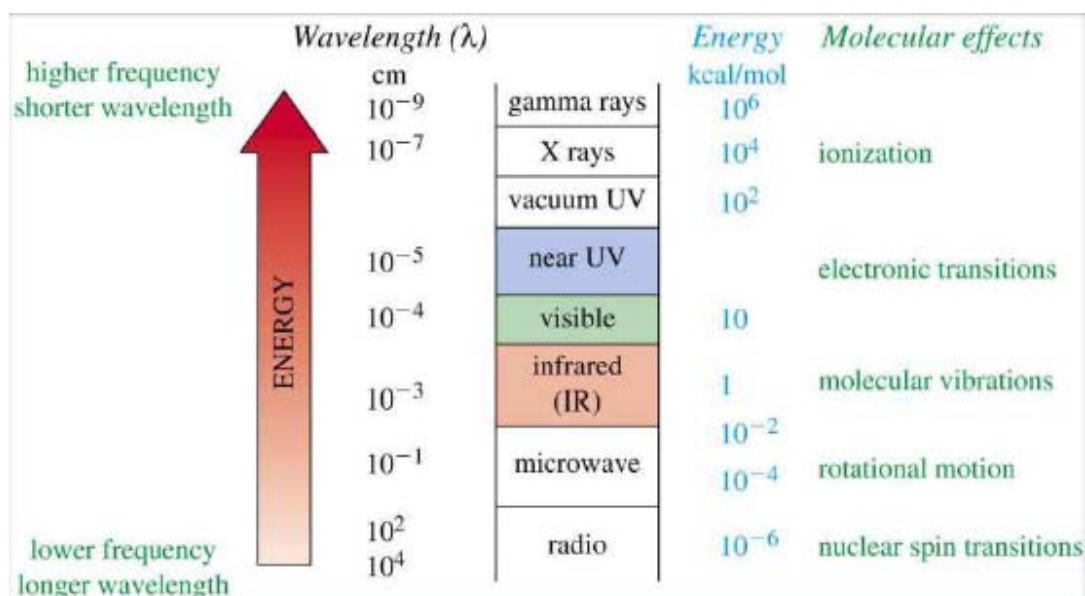 Wavelength (λ) Energy Molecular effects
higher frequency cm kcal/mol
shorter wavelength 10⁻⁹ gamma rays 10⁶
10⁻⁷ X rays 10⁴ ionization
vacuum UV 10²
10⁻⁵ near UV electronic transitions
10⁻⁴ visible 10
ENERGY
infrared
10⁻³ (IR) 1 molecular vibrations
10⁻²
10⁻¹ microwave 10⁻⁴ rotational motion
10²
lower frequency radio 10⁻⁶ nuclear spin transitions
longer wavelength 10⁴